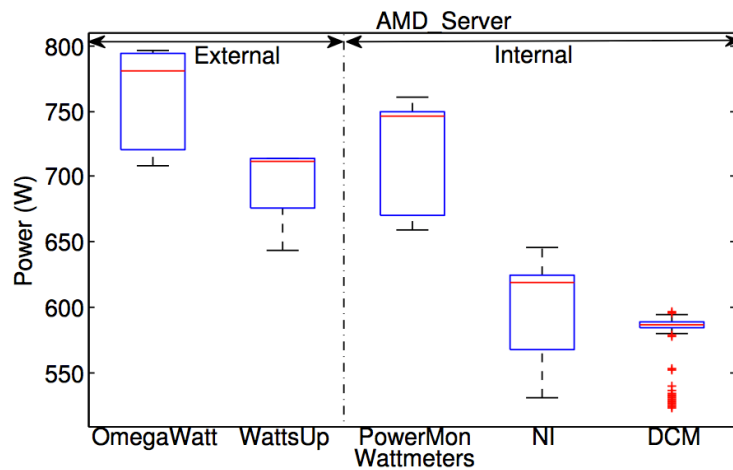 AMD_Server
External
Internal
800
750
700
650
600
550
Power (W)
OmegaWatt
WattsUp
PowerMon
NI
DCM
Wattmeters